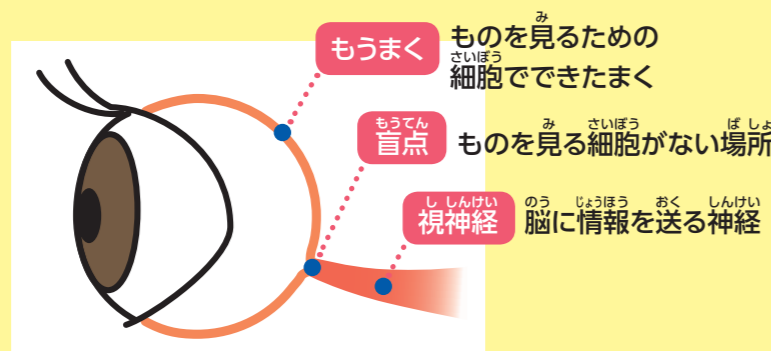 もうまく
ものを見るための
細胞でできたまく
盲点
ものを見る細胞がない場所
視神経
脳に情報を送る神経